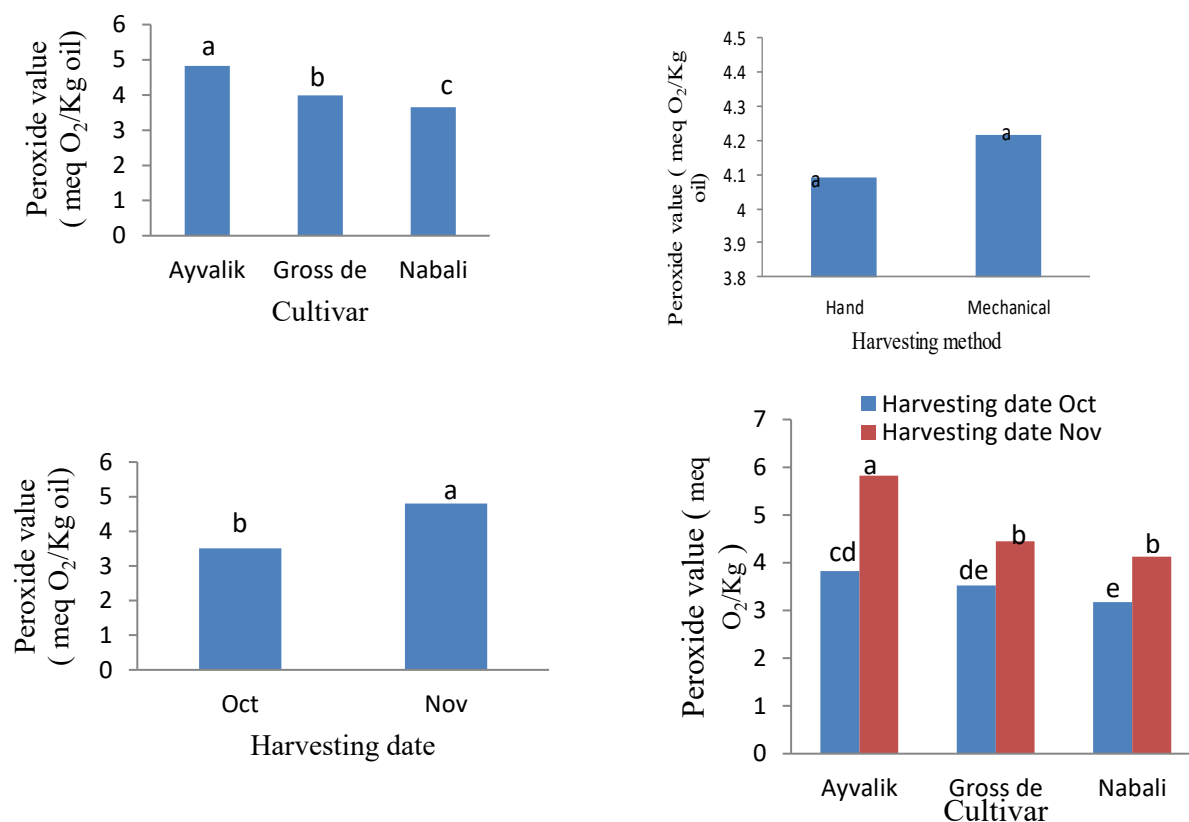 Peroxide value
( meq O₂/Kg oil)
6
5
4
3
2
1
0
a
b
c
Ayvalik Gross de Nabali
Cultivar
Peroxide value ( meq O₂/Kg
oil)
4.5
4.4
4.3
4.2
4.1
4
3.9
3.8
a
a
Hand Mechanical
Harvesting method
Peroxide value
( meq O₂/Kg oil)
6
5
4
3
2
1
0
b
a
Oct Nov
Harvesting date
Harvesting date Oct
Harvesting date Nov
Peroxide value ( meq
O₂/Kg )
7
6
5
4
3
2
1
0
cd
a
de
b
e
b
Ayvalik Gross de Nabali
Cultivar